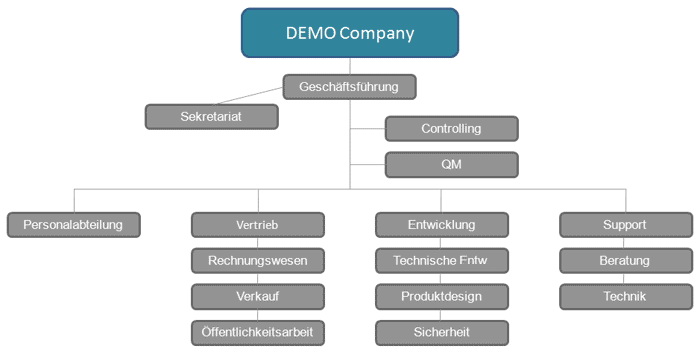 DEMO Company
Geschäftsführung
Sekretariat
Controlling
QM
Personalabteilung
Vertrieb
Entwicklung
Support
Rechnungswesen
Technische Entw
Beratung
Verkauf
Produktdesign
Technik
Öffentlichkeitsarbeit
Sicherheit